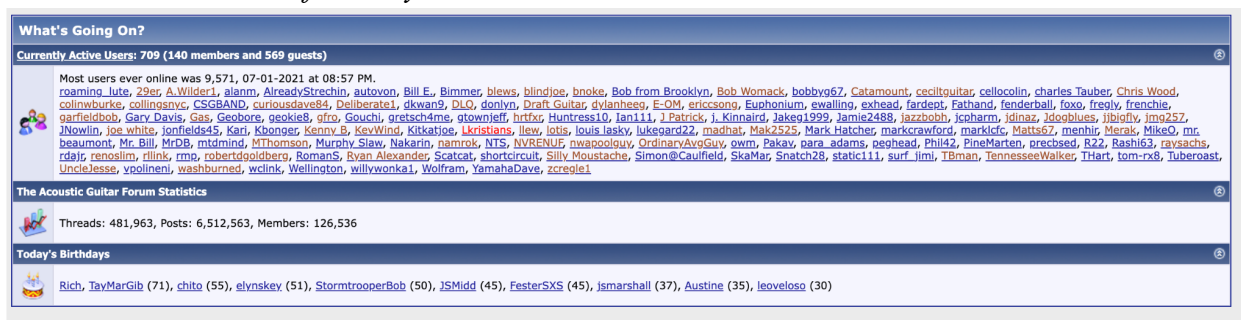 What's Going On?
Currently Active Users: 709 (140 members and 569 guests)
Most users ever online was 9,571, 07-01-2021 at 08:57 PM.
roaming_lute, 29er, A.Wilder1, alanm, AlreadyStrechin, autovon, Bill E., Bimmer, blews, blindjoe, bnoke, Bob from Brooklyn, Bob Womack, bobbyg67, Catamount, ceciltguitar, cellocolin, charles Tauber, Chris Wood,
colinwburke, collingsnyc, CSGBAND, curiousdave84, Deliberate1, dkwan9, DLQ, donlyn, Draft Guitar, dylanheeg, E-OM, ericcsong, Euphonium, ewalling, exhead, fardept, Fathand, fenderball, foxo, fregly, frenchie,
garfieldbob, Gary Davis, Gas, Geobore, geokie8, gfro, Gouchi, gretsch4me, gtownjeff, hrtfxr, Huntress10, Ian111, J Patrick, j. Kinnaird, Jakeg1999, Jamie2488, jazzbobh, jcpharm, jdinaz, Jdogblues, jjbigfly, jmg257,
JNowlin, joe white, jonfields45, Kari, Kbonger, Kenny B, KevWind, Kitkatjoe, Lkristians, llew, lotis, louis lasky, lukegard22, madhat, Mak2525, Mark Hatcher, markcrawford, marklcfc, Matts67, menhir, Merak, MikeO, mr.
beaumont, Mr. Bill, MrDB, mtdmind, MThomson, Murphy Slaw, Nakarin, namrok, NTS, NVRENUF, nwapoolguy, OrdinaryAvgGuy, owm, Pakav, para_adams, peghead, Phil42, PineMarten, precbsed, R22, Rashi63, raysachs,
rdajr, renoslim, rllink, rmp, robertdgoldberg, RomanS, Ryan Alexander, Scatcat, shortcircuit, Silly Moustache, Simon@Caulfield, SkaMar, Snatch28, static111, surf_jimi, TBman, TennesseeWalker, THart, tom-rx8, Tuberoast,
UncleJesse, vpolineni, washburned, wclink, Wellington, willywonka1, Wolfram, YamahaDave, zcregle1
The Acoustic Guitar Forum Statistics
Threads: 481,963, Posts: 6,512,563, Members: 126,536
Today's Birthdays
Rich, TayMarGib (71), chito (55), elynskey (51), StormtrooperBob (50), JSMidd (45), FesterSXS (45), jsmarshall (37), Austine (35), leoveloso (30)